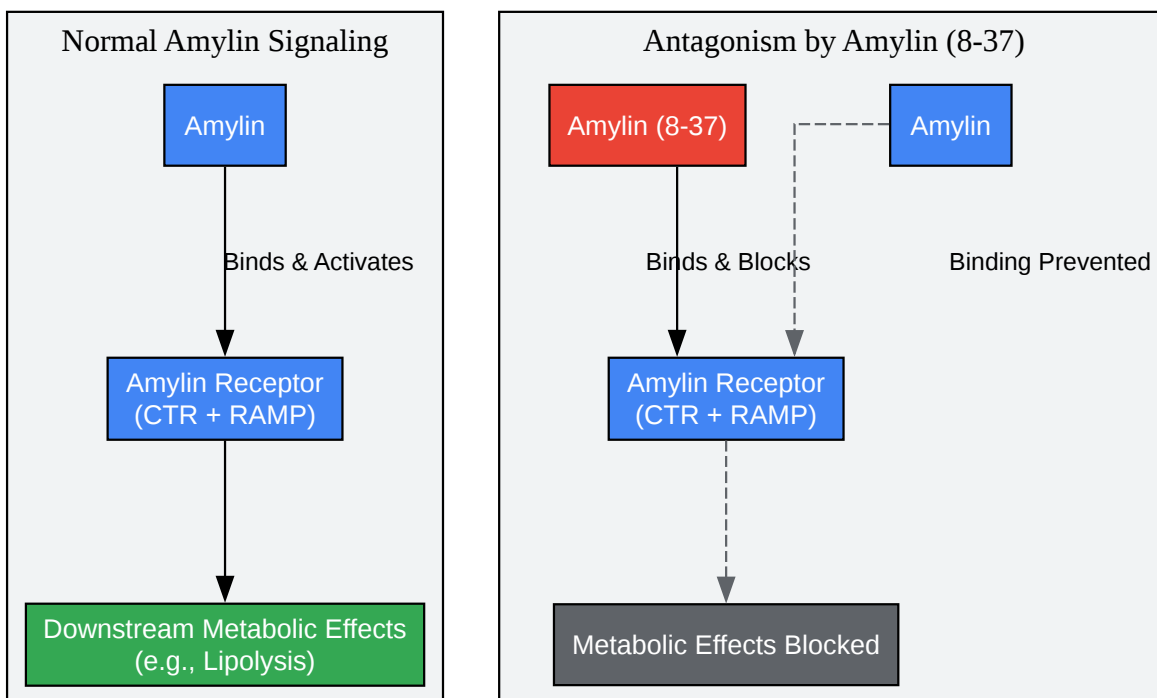 Normal Amylin Signaling
Amylin
Binds & Activates
Amylin Receptor
(CTR + RAMP)
Downstream Metabolic Effects
(e.g., Lipolysis)
Antagonism by Amylin (8-37)
Amylin (8-37)
Amylin
Binds & Blocks
Binding Prevented
Amylin Receptor
(CTR + RAMP)
Metabolic Effects Blocked